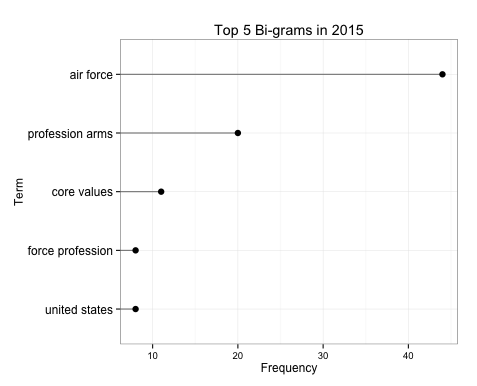 Top 5 Bi-grams in 2015
air force
profession arms
core values
force profession
united states
Term
10 20 30 40
Frequency